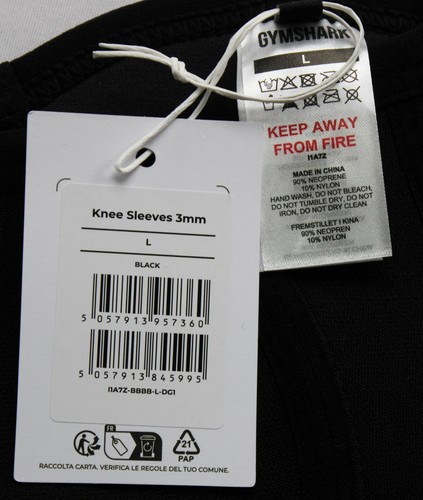 GYMSHARK
L
KEEP AWAY
FROM FIRE
I1A7Z
MADE IN CHINA
90% NEOPRENE
10% NYLON
HAND WASH, DO NOT BLEACH,
DO NOT TUMBLE DRY, DO NOT
IRON, DO NOT DRY CLEAN
FREMSTILLET I KINA
90% NEOPREN
10% NYLON
Knee Sleeves 3mm
L
BLACK
5 057913 957360
5 057913 845995
I1A7Z-BBBB-L-DG1
FR
21
PAP
RACCOLTA CARTA. VERIFICA LE REGOLE DEL TUO COMUNE.